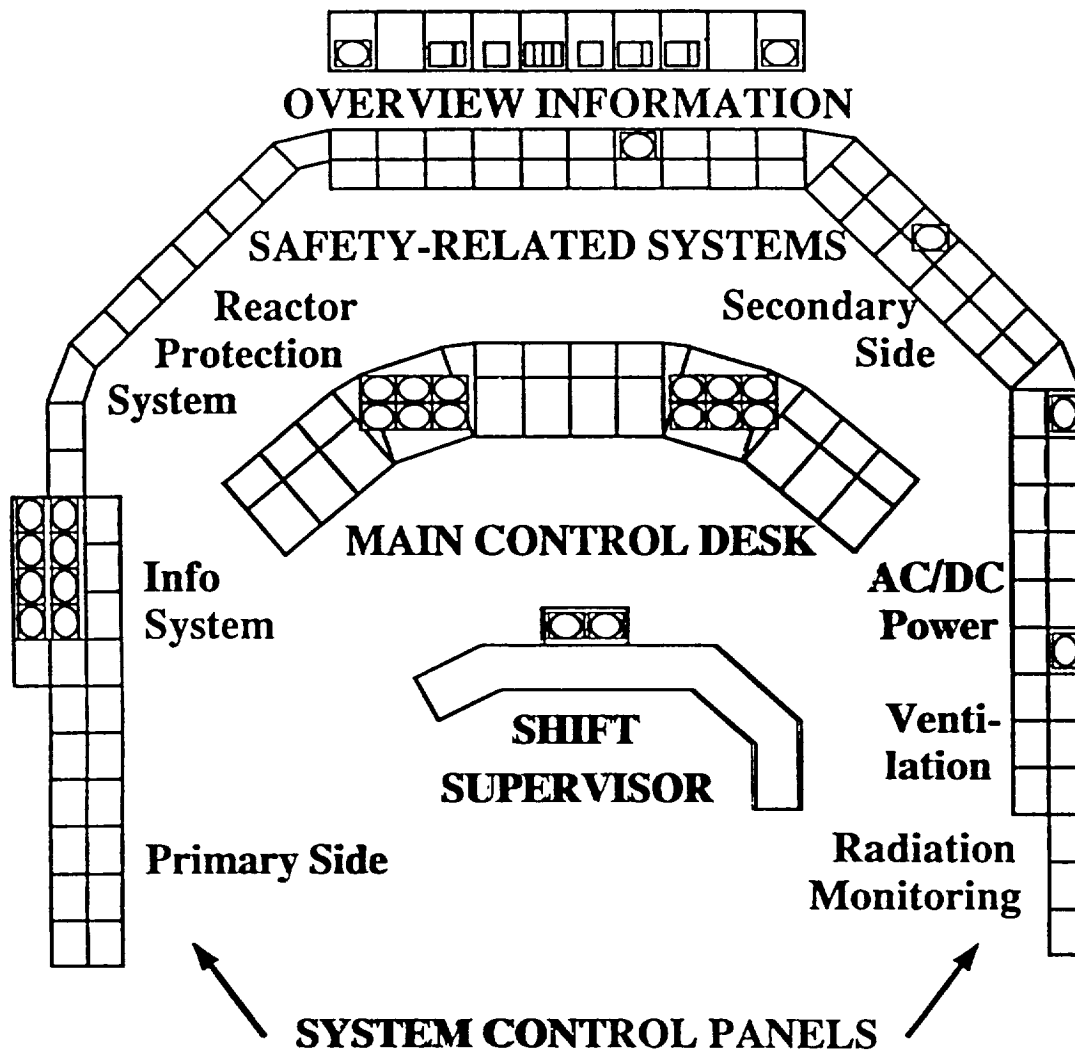 OVERVIEW INFORMATION
SAFETY-RELATED SYSTEMS
Reactor
Protection
System
Secondary
Side
MAIN CONTROL DESK
Info
System
AC/DC
Power
SHIFT
SUPERVISOR
Venti-
lation
Primary Side
Radiation
Monitoring
SYSTEM CONTROL PANELS